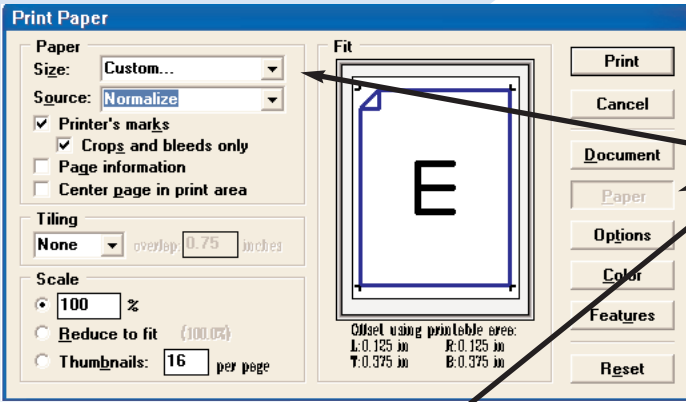 Print Paper
Paper
Size: Custom...
Source: Normalize
Printer's marks
Crops and bleeds only
Page information
Center page in print area
Tiling
None overlap: 0.75 inches
Scale
100 %
Reduce to fit (100.0%)
Thumbnails: 16 per page
Fit
E
Offset using printable area:
L:0.125 in R:0.125 in
T:0.375 in B:0.375 in
Print
Cancel
Document
Paper
Options
Color
Features
Reset